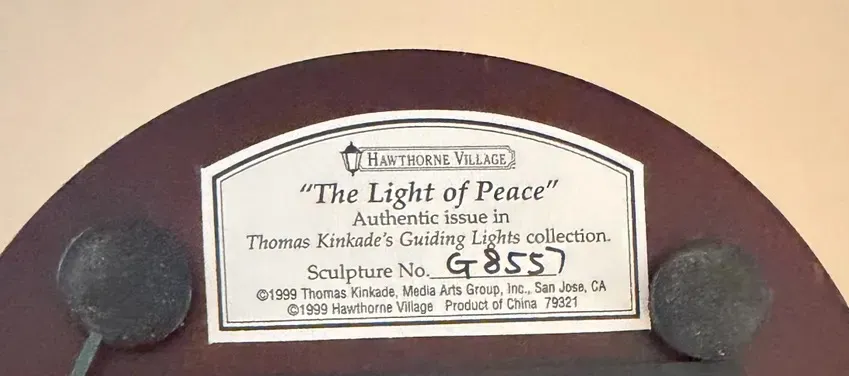 HAWTHORNE VILLAGE
"The Light of Peace"
Authentic issue in
Thomas Kinkade's Guiding Lights collection.
Sculpture No. G8557
©1999 Thomas Kinkade, Media Arts Group, Inc., San Jose, CA
©1999 Hawthorne Village Product of China 79321